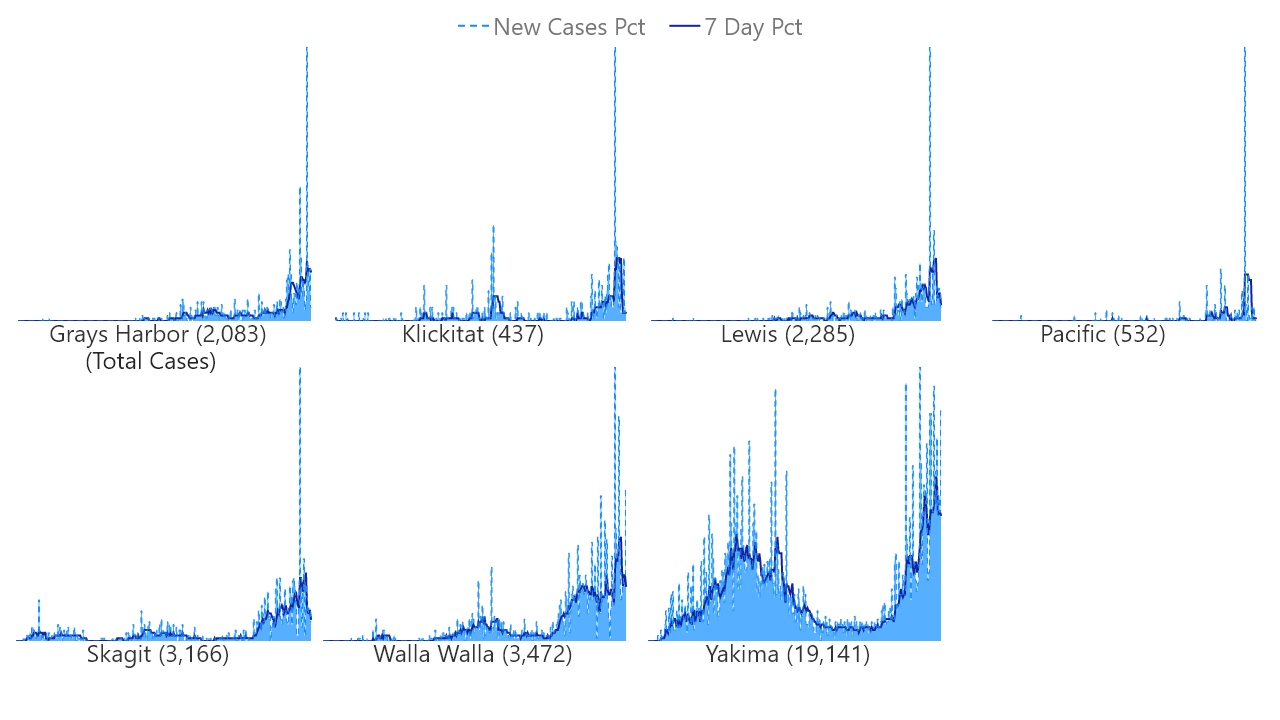 New Cases Pct 7 Day Pct
Grays Harbor (2,083) Klickitat (437) Lewis (2,285) Pacific (532)
(Total Cases)
Skagit (3,166) Walla Walla (3,472) Yakima (19,141)